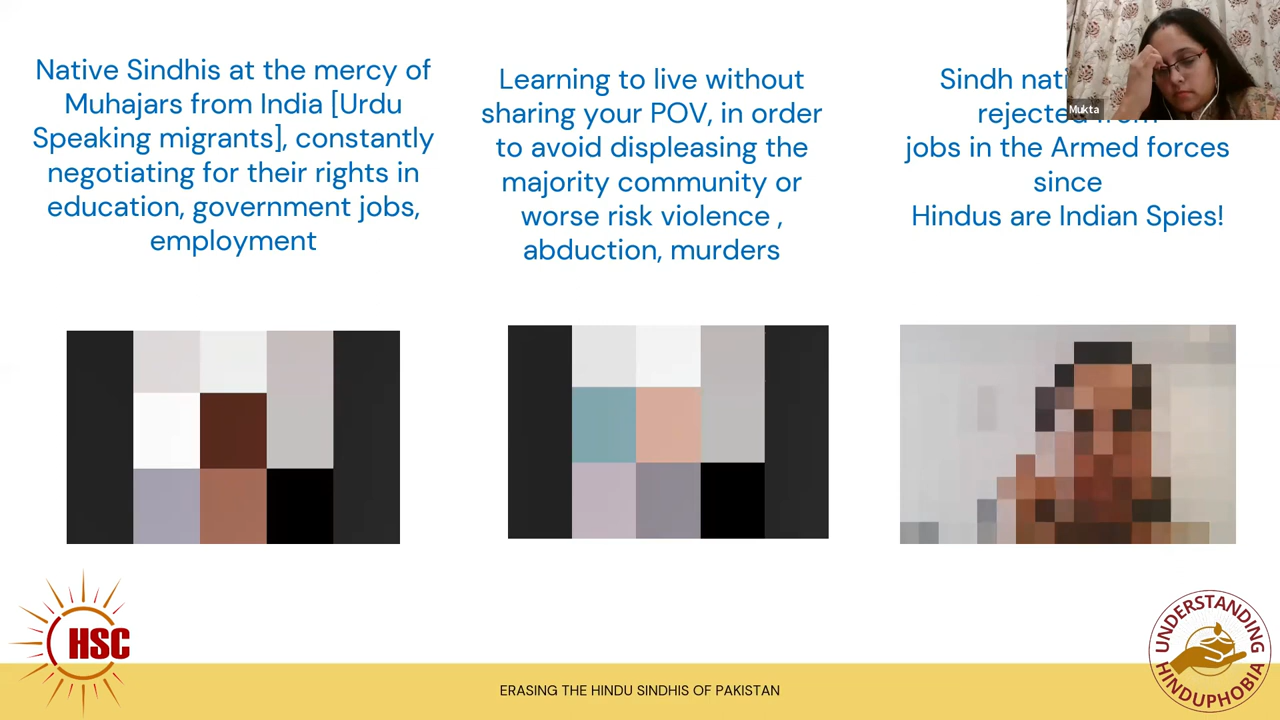 Native Sindhis at the mercy of
Muhajars from India [Urdu
Speaking migrants], constantly
negotiating for their rights in
education, government jobs,
employment
Learning to live without
sharing your POV, in order
to avoid displeasing the
majority community or
worse risk violence ,
abduction, murders
Sindh
rejected
jobs in the Armed forces
since
Hindus are Indian Spies!
Mukta
HSC
UNDERSTANDING
HINDUPHOBIA
ERASING THE HINDU SINDHIS OF PAKISTAN